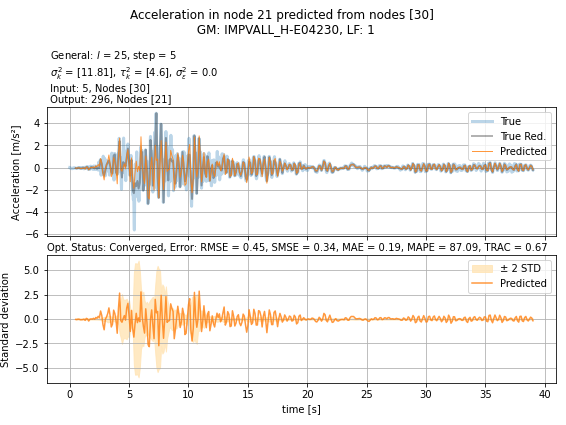 Acceleration in node 21 predicted from nodes [30]
GM: IMPVALL_H-E04230, LF: 1
General: l = 25, step = 5
σ²ₖ = [11.81], τ²ₖ = [4.6], σ²ε = 0.0
Input: 5, Nodes [30]
Output: 296, Nodes [21]
True
True Red.
Predicted
Acceleration [m/s²]
4
2
0
−2
−4
−6
Opt. Status: Converged, Error: RMSE = 0.45, SMSE = 0.34, MAE = 0.19, MAPE = 87.09, TRAC = 0.67
± 2 STD
Predicted
Standard deviation
5.0
2.5
0.0
−2.5
−5.0
0 5 10 15 20 25 30 35 40
time [s]